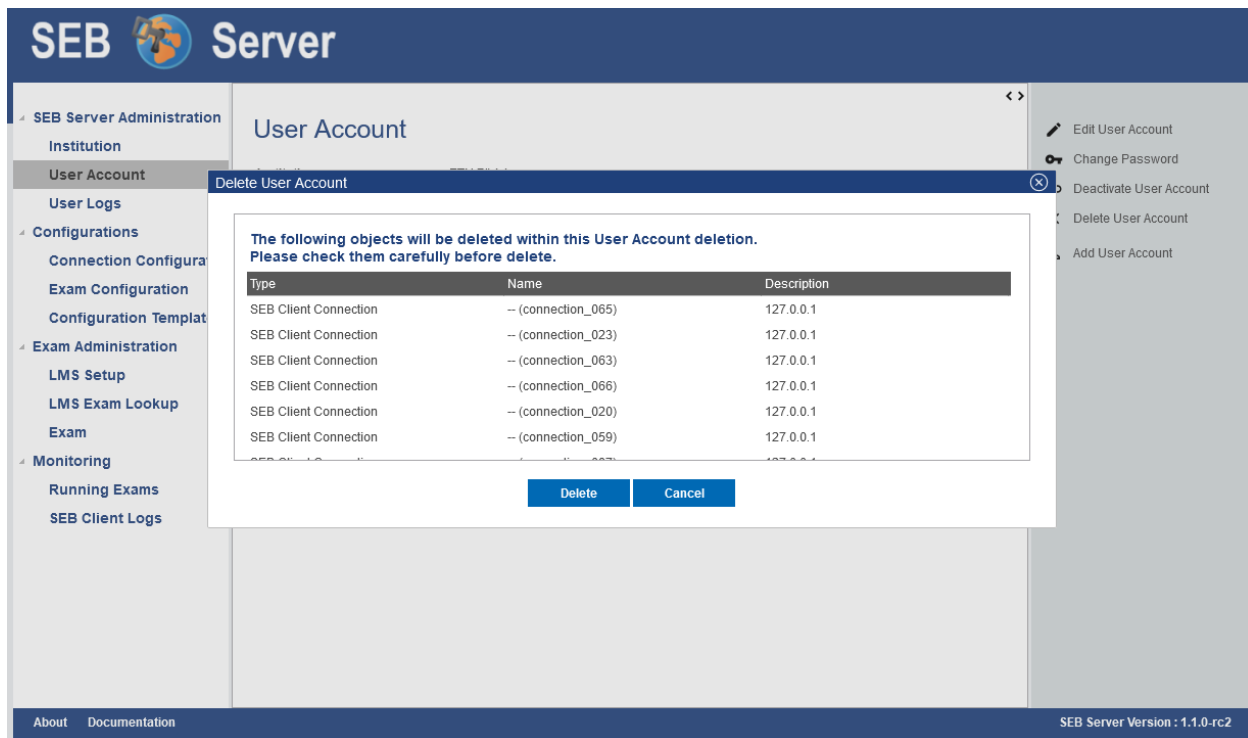 SEB Server
SEB Server Administration
Institution
User Account
User Logs
Configurations
Connection Configura
Exam Configuration
Configuration Templat
Exam Administration
LMS Setup
LMS Exam Lookup
Exam
Monitoring
Running Exams
SEB Client Logs
User Account
Delete User Account
The following objects will be deleted within this User Account deletion.
Please check them carefully before delete.
Type Name Description
SEB Client Connection -- (connection_065) 127.0.0.1
SEB Client Connection -- (connection_023) 127.0.0.1
SEB Client Connection -- (connection_063) 127.0.0.1
SEB Client Connection -- (connection_066) 127.0.0.1
SEB Client Connection -- (connection_020) 127.0.0.1
SEB Client Connection -- (connection_059) 127.0.0.1
Delete Cancel
Edit User Account
Change Password
Deactivate User Account
Delete User Account
Add User Account
About Documentation
SEB Server Version : 1.1.0-rc2